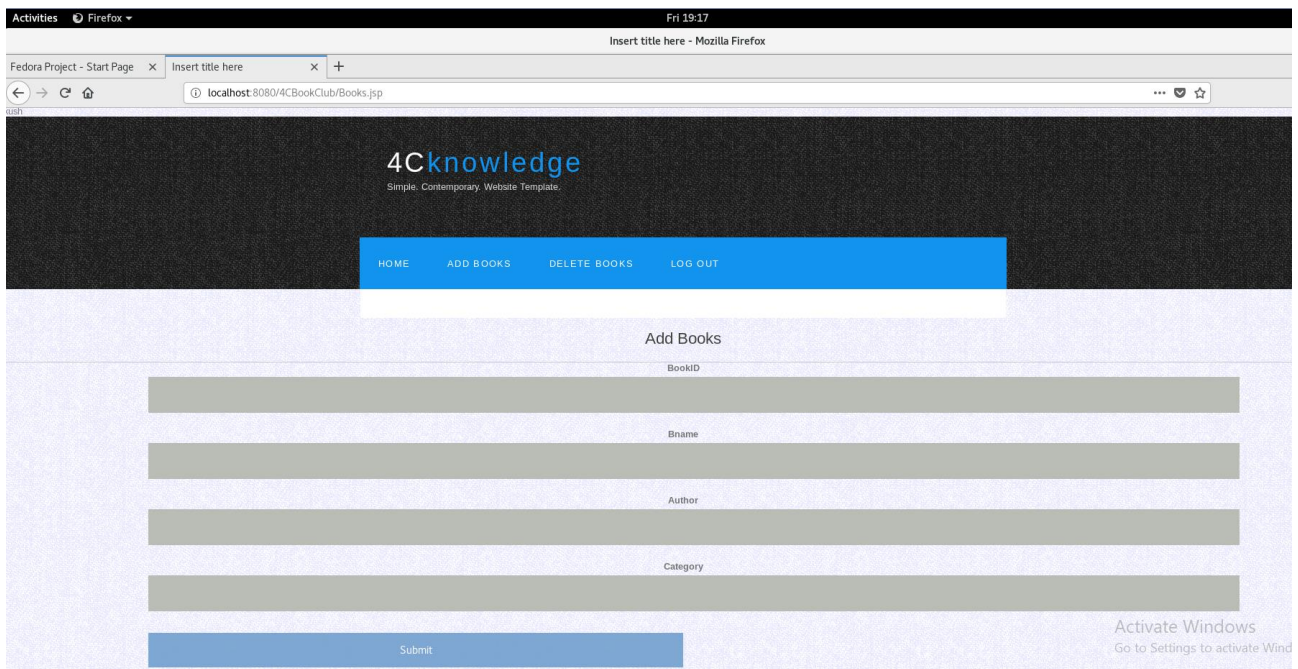 Activities Firefox Fri 19:17
Insert title here - Mozilla Firefox
Fedora Project - Start Page Insert title here
localhost:8080/4CBookClub/Books.jsp
kush
4Cknowledge
Simple. Contemporary. Website Template.
HOME ADD BOOKS DELETE BOOKS LOG OUT
Add Books
BookID
Bname
Author
Category
Activate Windows
Submit
Go to Settings to activate Wind